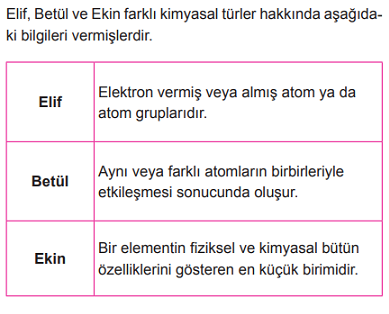 Elif, Betül ve Ekin farklı kimyasal türler hakkında aşağıda-
ki bilgileri vermişlerdir.
Elif
Elektron vermiş veya almış atom ya da
atom gruplarıdır.
Betül
Aynı veya farklı atomların birbirleriyle
etkileşmesi sonucunda oluşur.
Ekin
Bir elementin fiziksel ve kimyasal bütün
özelliklerini gösteren en küçük birimidir.